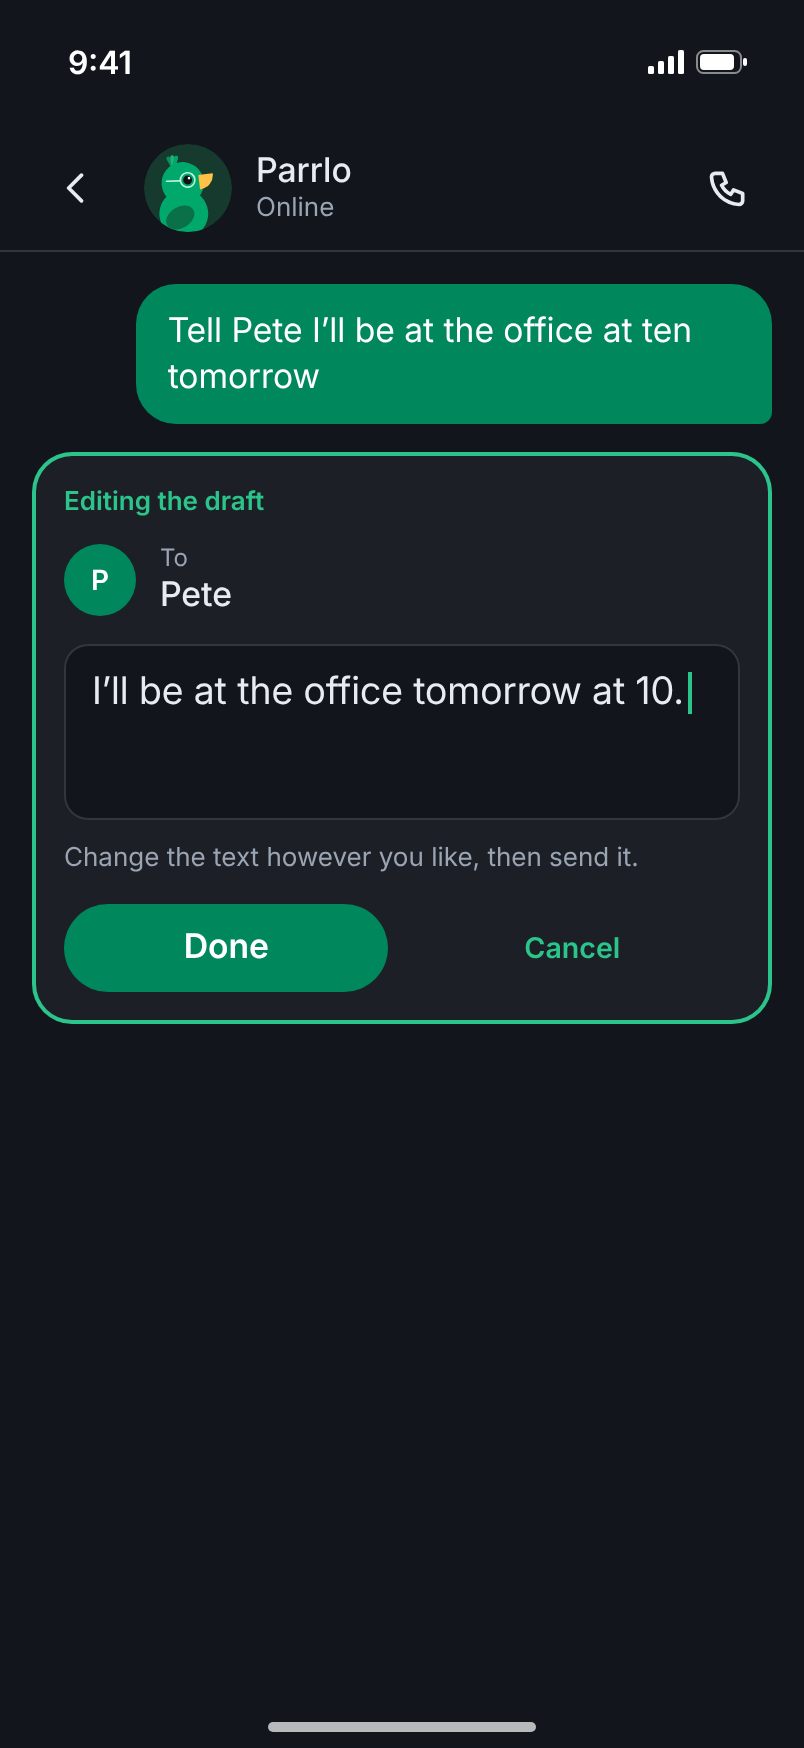 9:41
Parrlo
Online
Tell Pete I’ll be at the office at ten
tomorrow
Editing the draft
P
To
Pete
I’ll be at the office tomorrow at 10.
Change the text however you like, then send it.
Done
Cancel